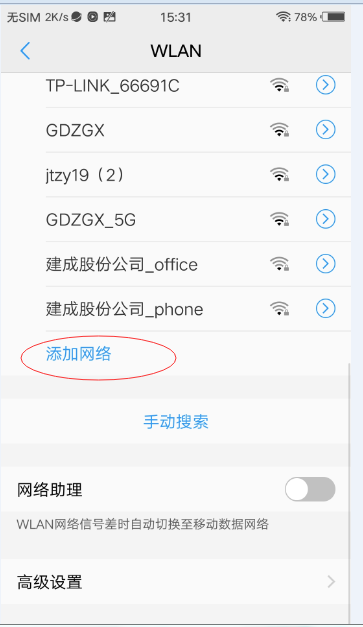 无SIM 2K/s 15:31 78%
WLAN
TP-LINK_66691C
GDZGX
jtzy19（2）
GDZGX_5G
建成股份公司_office
建成股份公司_phone
添加网络
手动搜索
网络助理
WLAN网络信号差时自动切换至移动数据网络
高级设置